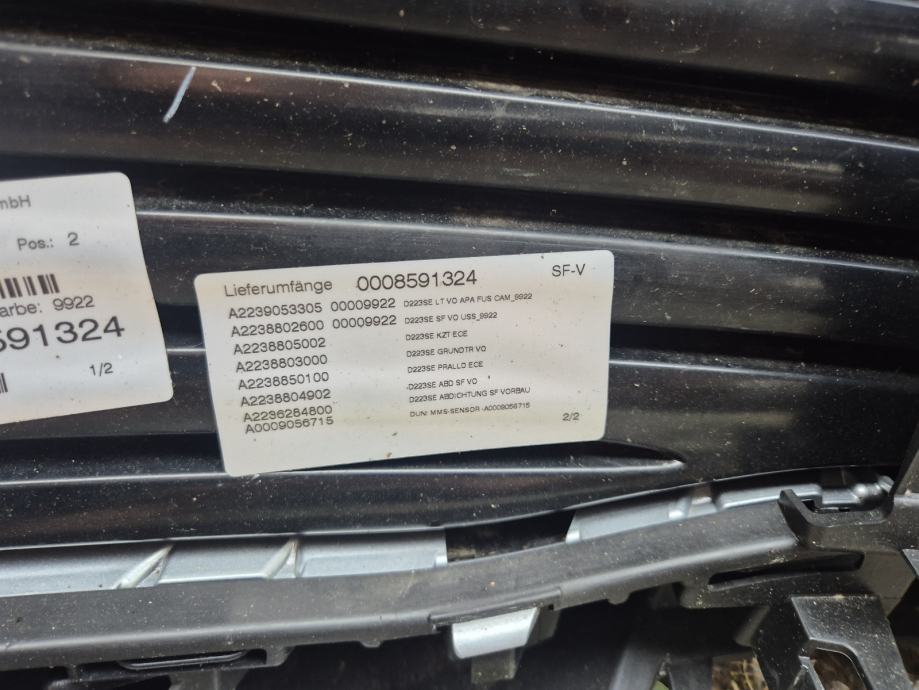 mbH
Pos.: 2
arbe: 9922
591324
1/2
Lieferumfänge 0008591324 SF-V
A2239053305 00009922 D223SE LT VO APA FUS CAM_9922
A2238802600 00009922 D223SE SF VO USS_9922
A2238805002 D223SE KZT ECE
A2238803000 D223SE GRUNDTR VO
A2238850100 D223SE PRALLD ECE
A2238804902 -D223SE ABD SF VO
A2236284800 D223SE ABDICHTUNG SF VORBAU
A0009056715 DUN: MMS-SENSOR -A0009056715
2/2